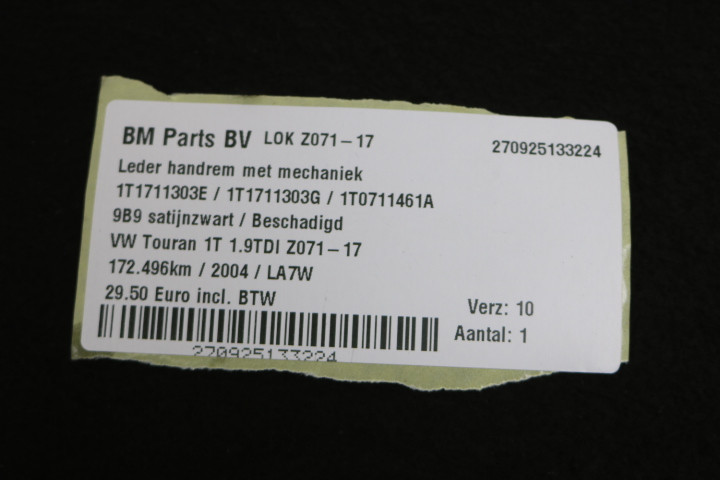 BM Parts BV LOK Z071-17 270925133224
Leder handrem met mechaniek
1T1711303E / 1T1711303G / 1T0711461A
9B9 satijnzwart / Beschadigd
VW Touran 1T 1.9TDI Z071-17
172.496km / 2004 / LA7W
29.50 Euro incl. BTW
Verz: 10
Aantal: 1
270925133224